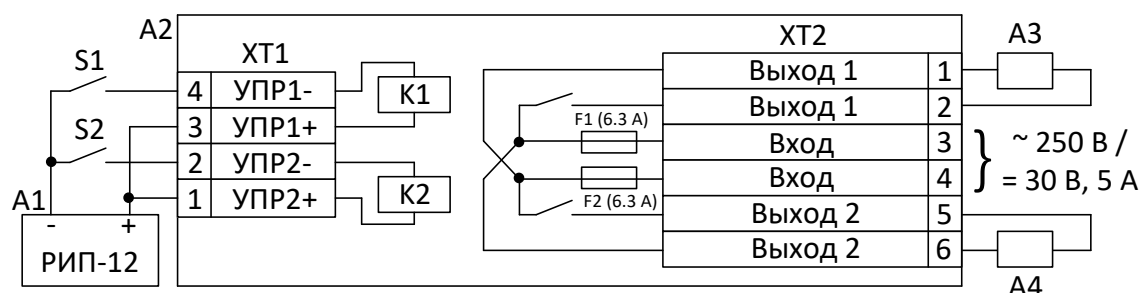 A2
XT1
S1
4 УПР1-
K1
3 УПР1+
S2
2 УПР2-
K2
1 УПР2+
A1
- +
РИП-12
XT2
A3
Выход 1 1
Выход 1 2
F1 (6.3 А)
Вход 3
Вход 4
F2 (6.3 А)
Выход 2 5
Выход 2 6
} ~ 250 В /
= 30 В, 5 А
A4